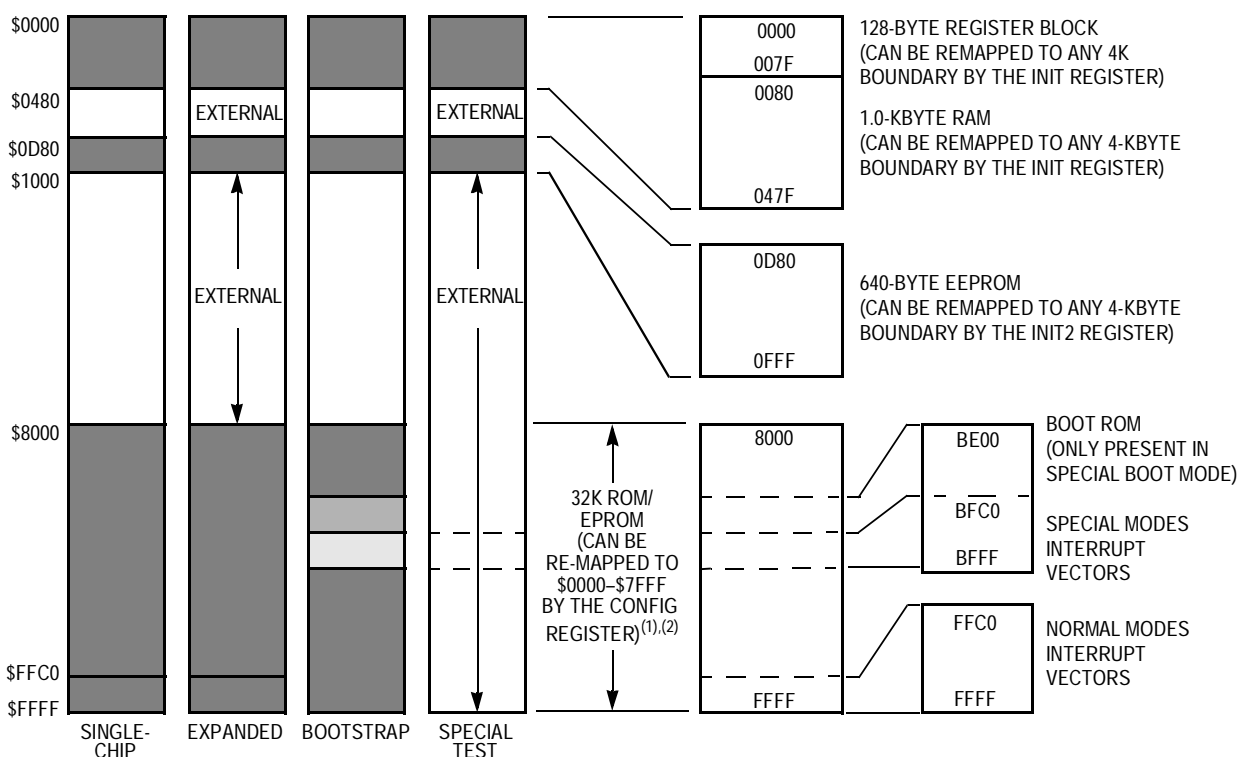 $0000
$0480
$0D80
$1000
$8000
$FFC0
$FFFF
EXTERNAL
EXTERNAL
EXTERNAL
EXTERNAL
SINGLE-
CHIP
EXPANDED
BOOTSTRAP
SPECIAL
TEST
0000
007F
0080
047F
128-BYTE REGISTER BLOCK
(CAN BE REMAPPED TO ANY 4K
BOUNDARY BY THE INIT REGISTER)
1.0-KBYTE RAM
(CAN BE REMAPPED TO ANY 4-KBYTE
BOUNDARY BY THE INIT REGISTER)
0D80
0FFF
640-BYTE EEPROM
(CAN BE REMAPPED TO ANY 4-KBYTE
BOUNDARY BY THE INIT2 REGISTER)
32K ROM/
EPROM
(CAN BE
RE-MAPPED TO
$0000–$7FFF
BY THE CONFIG
REGISTER)(1),(2)
8000
FFFF
BE00
BFC0
BFFF
BOOT ROM
(ONLY PRESENT IN
SPECIAL BOOT MODE)
SPECIAL MODES
INTERRUPT
VECTORS
FFC0
FFFF
NORMAL MODES
INTERRUPT
VECTORS